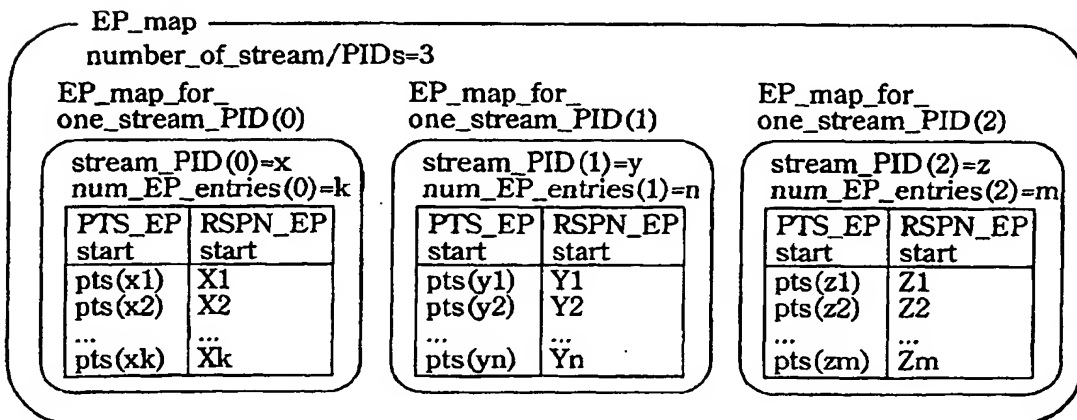 EP_map
number_of_stream/PIDs=3
EP_map_for_
one_stream_PID(0)
stream_PID(0)=x
num_EP_entries(0)=k
PTS_EP RSPN_EP
start start
pts(x1) X1
pts(x2) X2
... ...
pts(xk) Xk
EP_map_for_
one_stream_PID(1)
stream_PID(1)=y
num_EP_entries(1)=n
PTS_EP RSPN_EP
start start
pts(y1) Y1
pts(y2) Y2
... ...
pts(yn) Yn
EP_map_for_
one_stream_PID(2)
stream_PID(2)=z
num_EP_entries(2)=m
PTS_EP RSPN_EP
start start
pts(z1) Z1
pts(z2) Z2
... ...
pts(zm) Zm